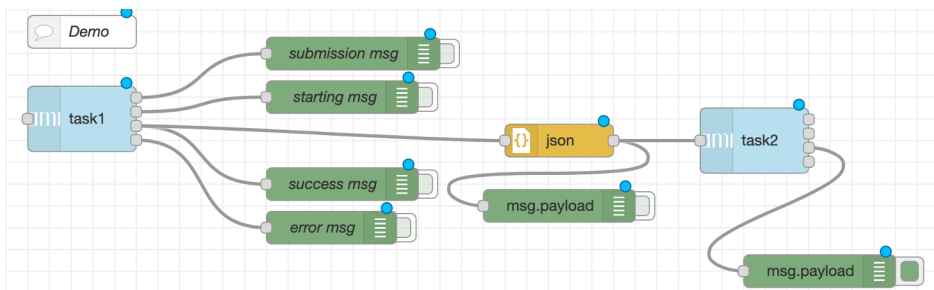 Demo
submission msg
starting msg
task1
json
task2
success msg
msg.payload
error msg
msg.payload